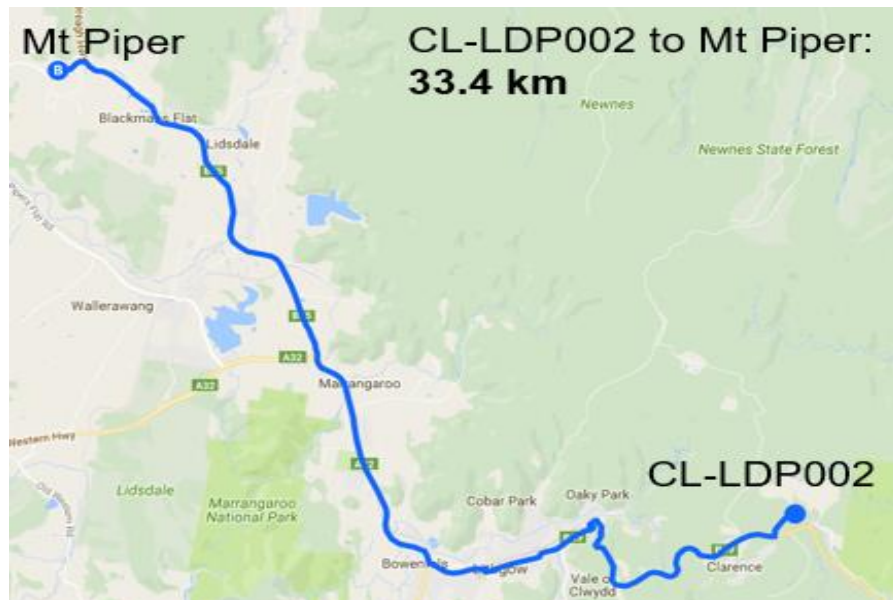 Mt Piper
CL-LDP002 to Mt Piper:
33.4 km
B
Blackmans Flat
Lidsdale
Newnes
Newnes State Forest
Wallerawang
A32
A32
Marrangaroo
Western Hwy
Lidsdale
Marrangaroo
National Park
Cobar Park
Oaky Park
CL-LDP002
Bowenfels
Lithgow
Vale of
Clwydd
Clarence